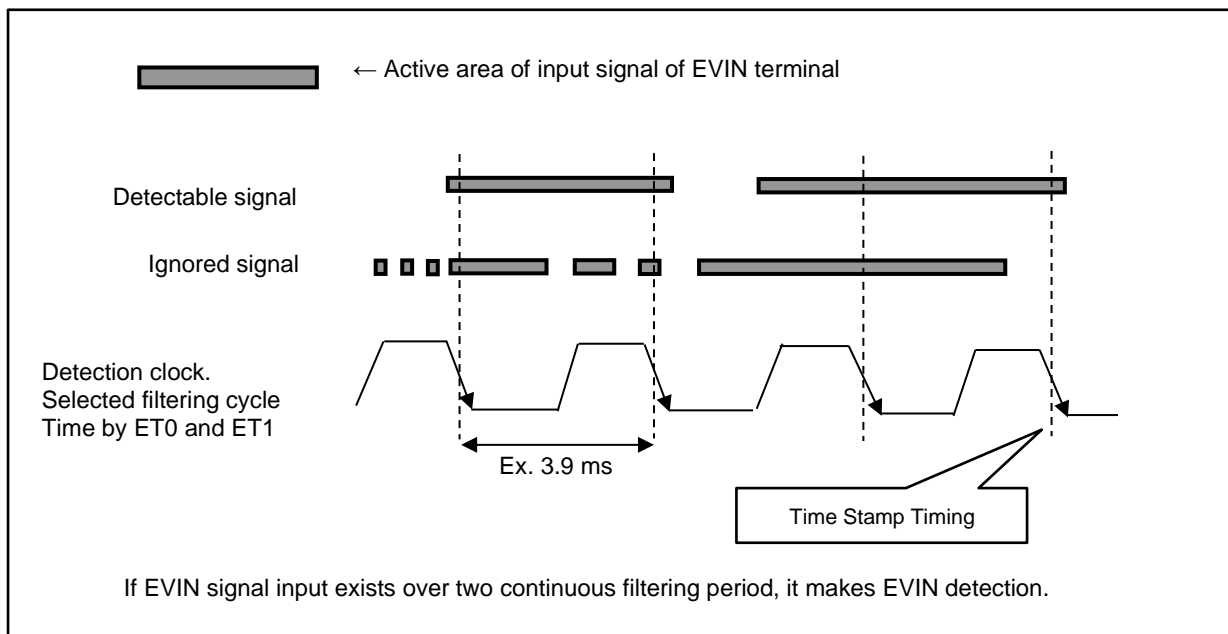 ← Active area of input signal of EVIN terminal
Detectable signal
Ignored signal
Detection clock.
Selected filtering cycle
Time by ET0 and ET1
Ex. 3.9 ms
Time Stamp Timing
If EVIN signal input exists over two continuous filtering period, it makes EVIN detection.